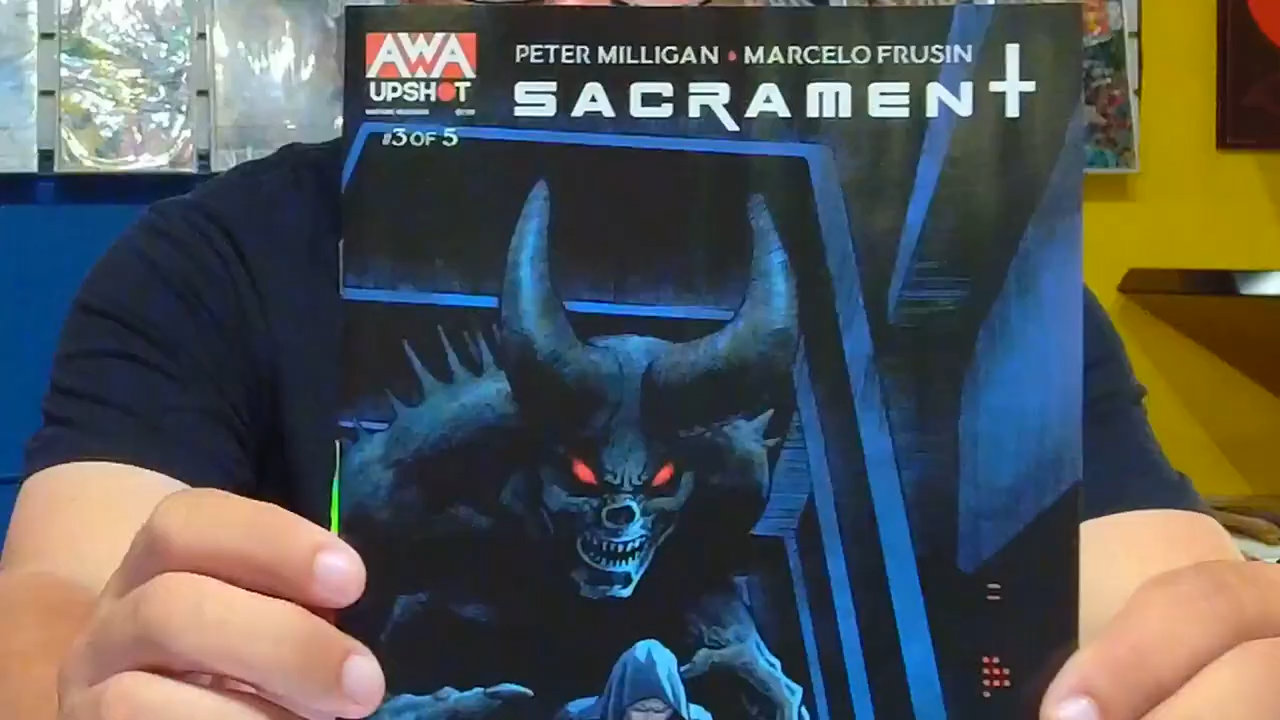 AWA
UPSHOT
PETER MILLIGAN • MARCELO FRUSIN
SACRAMENT
#3 OF 5